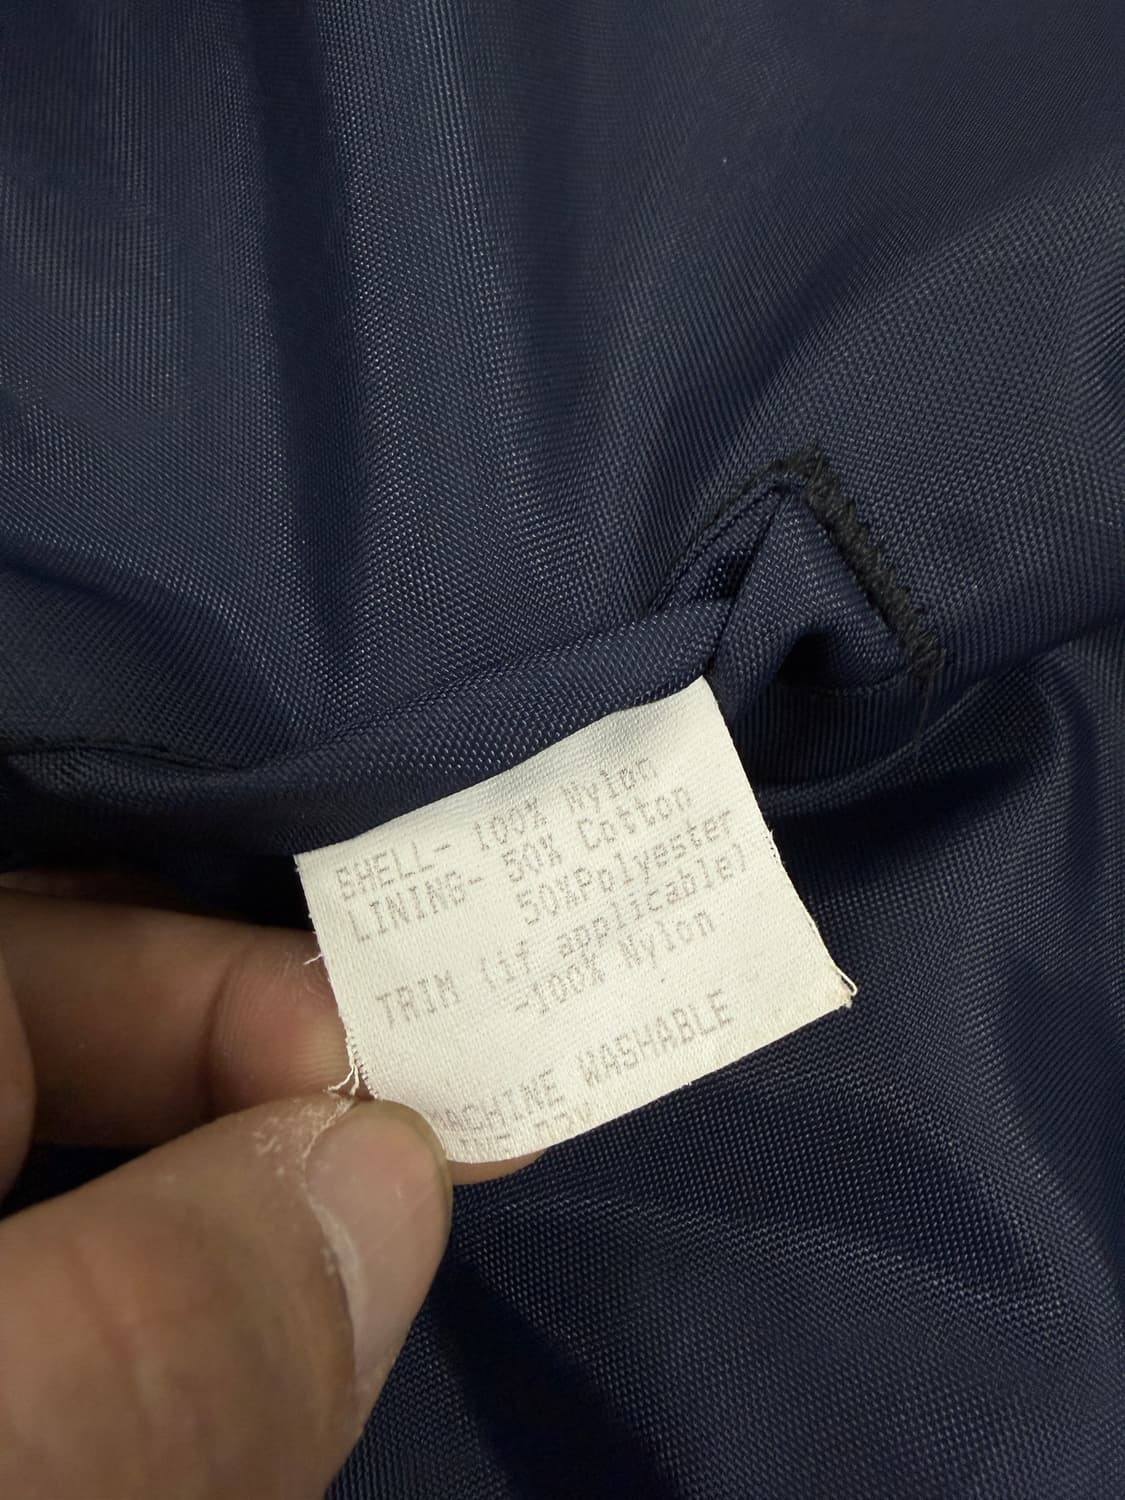 SHELL- 100% Nylon
LINING- 50% Cotton
50%Polyester
TRIM (if applicable)
-100% Nylon
MACHINE WASHABLE